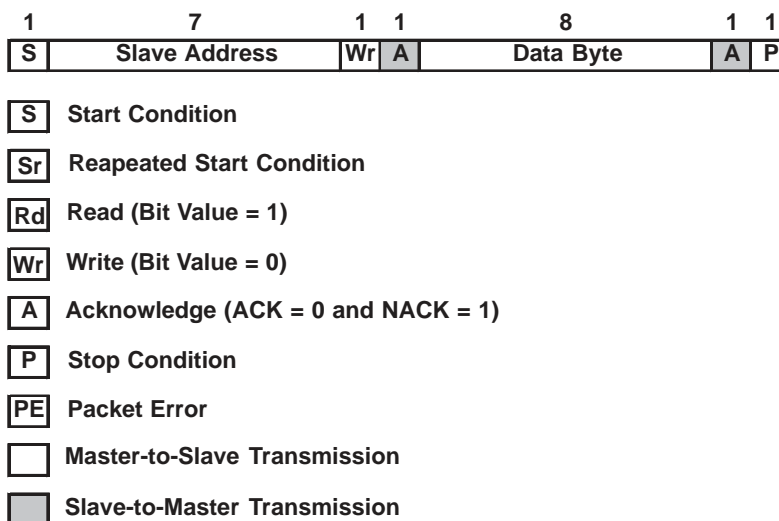 1 7 1 1 8 1 1
S Slave Address Wr A Data Byte A P
S Start Condition
Sr Reapeated Start Condition
Rd Read (Bit Value = 1)
Wr Write (Bit Value = 0)
A Acknowledge (ACK = 0 and NACK = 1)
P Stop Condition
PE Packet Error
Master-to-Slave Transmission
Slave-to-Master Transmission